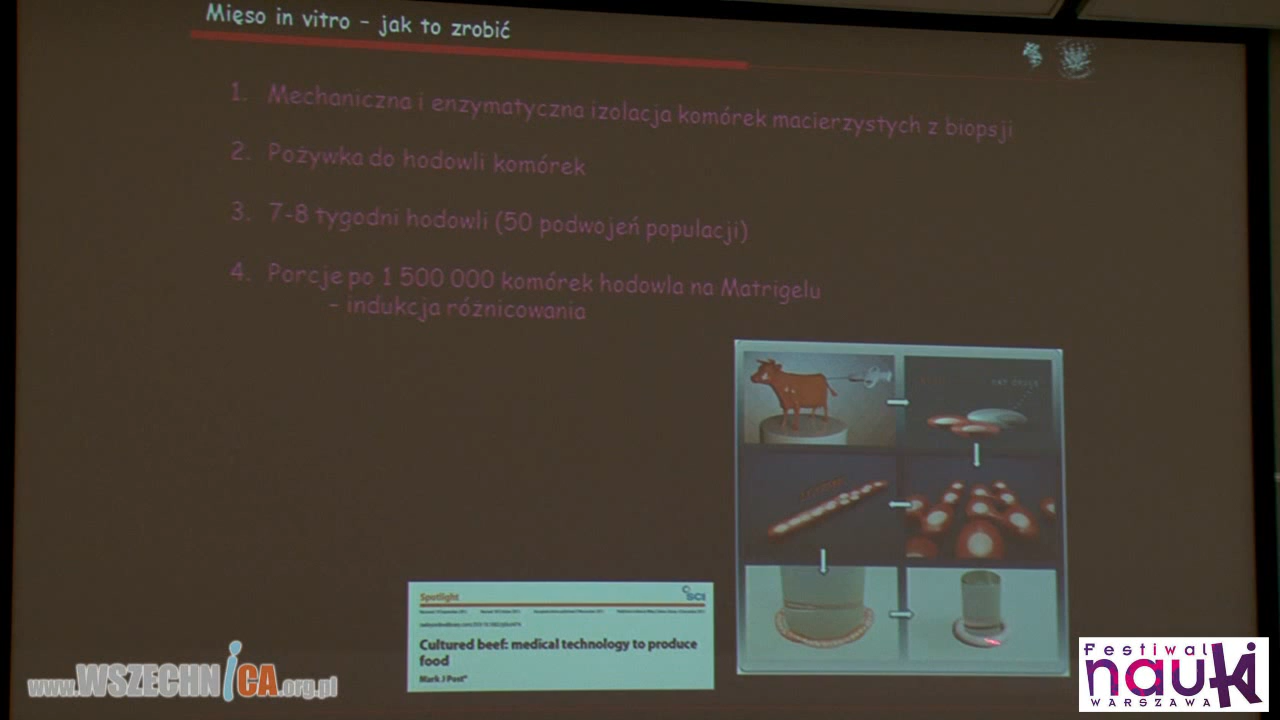 Mięso in vitro – jak to zrobić
1. Mechaniczna i enzymatyczna izolacja komórek macierzystych z biopsji
2. Pożywka do hodowli komórek
3. 7-8 tygodni hodowli (50 podwojeń populacji)
4. Porcje po 1 500 000 komórek hodowla na Matrigelu
- indukcja różnicowania
Spotlight
SCI
Cultured beef: medical technology to produce
food
Mark J Post*
www.WSZECHNICA.org.pl
Festiwal
nauki
WARSZAWA